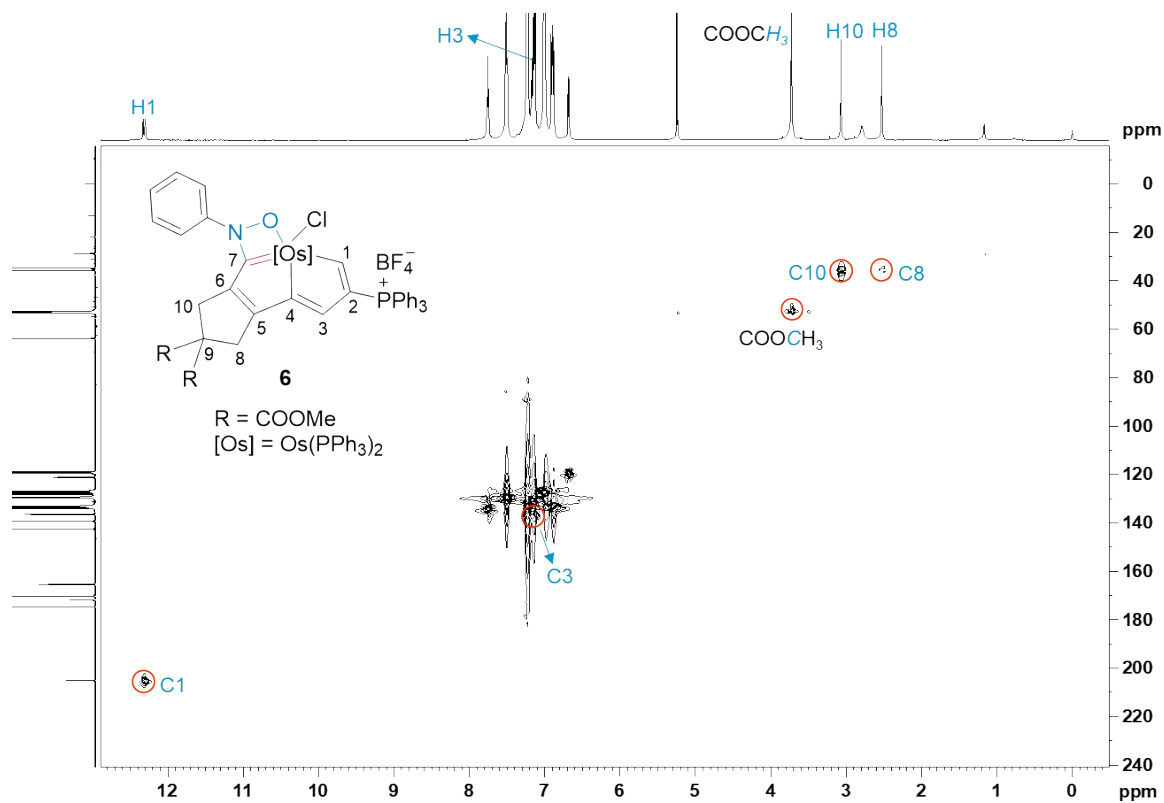 H3
COOCH₃
H10
H8
H1
ppm
N
O
Cl
[Os]
1
7
BF₄⁻
+
PPh₃
6
2
10
5
4
3
R
9
8
R
6
R = COOMe
[Os] = Os(PPh₃)₂
C10
C8
COOCH₃
C3
C1
0
20
40
60
80
100
120
140
160
180
200
220
240
12 11 10 9 8 7 6 5 4 3 2 1 0 ppm
ppm